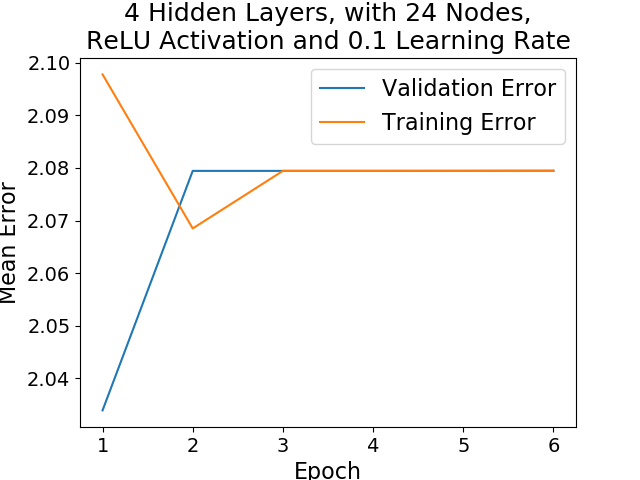 4 Hidden Layers, with 24 Nodes,
ReLU Activation and 0.1 Learning Rate
2.10
2.09
2.08
2.07
2.06
2.05
2.04
Mean Error
Validation Error
Training Error
1 2 3 4 5 6
Epoch